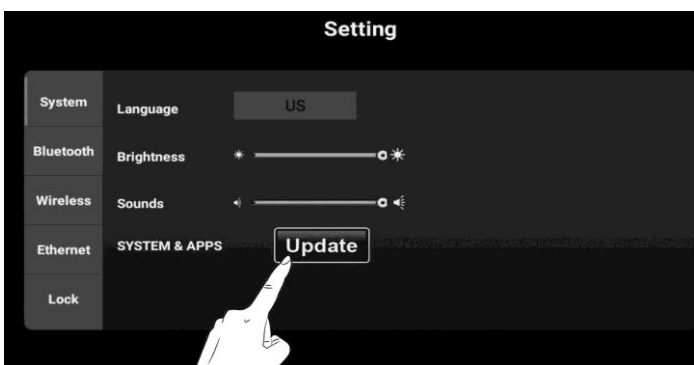 Setting
System
Language US
Bluetooth
Brightness
Wireless
Sounds
Ethernet
SYSTEM & APPS Update
Lock